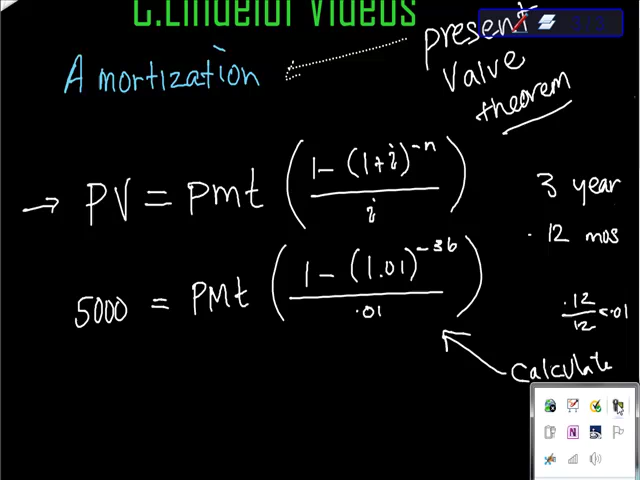 C.Lindelof Videos
Amortization
present
Value
theorem
→ PV = Pmt ( 1 - (1+i)^-n / i )
3 year
· 12 mos
5000 = PMt ( 1 - (1.01)^-36 / .01 )
.12/12 = .01
Calculate